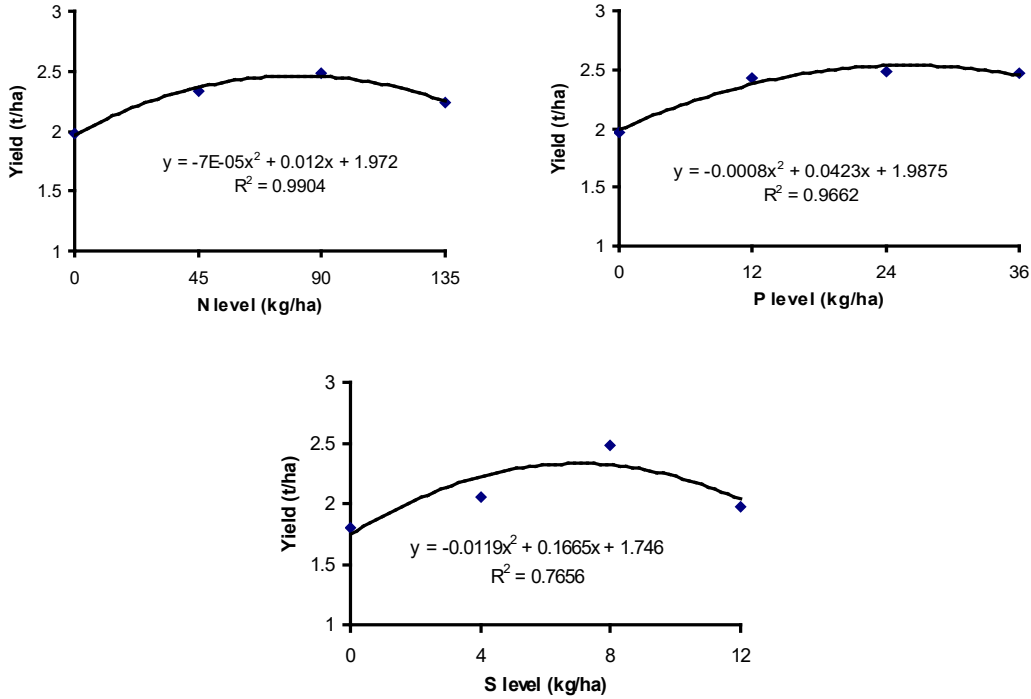 3
2.5
2
1.5
1
Yield (t/ha)
y = -7E-05x² + 0.012x + 1.972
R² = 0.9904
0 45 90 135
N level (kg/ha)
3
2.5
2
1.5
1
Yield (t/ha)
y = -0.0008x² + 0.0423x + 1.9875
R² = 0.9662
0 12 24 36
P level (kg/ha)
3
2.5
2
1.5
1
Yield (t/ha)
y = -0.0119x² + 0.1665x + 1.746
R² = 0.7656
0 4 8 12
S level (kg/ha)